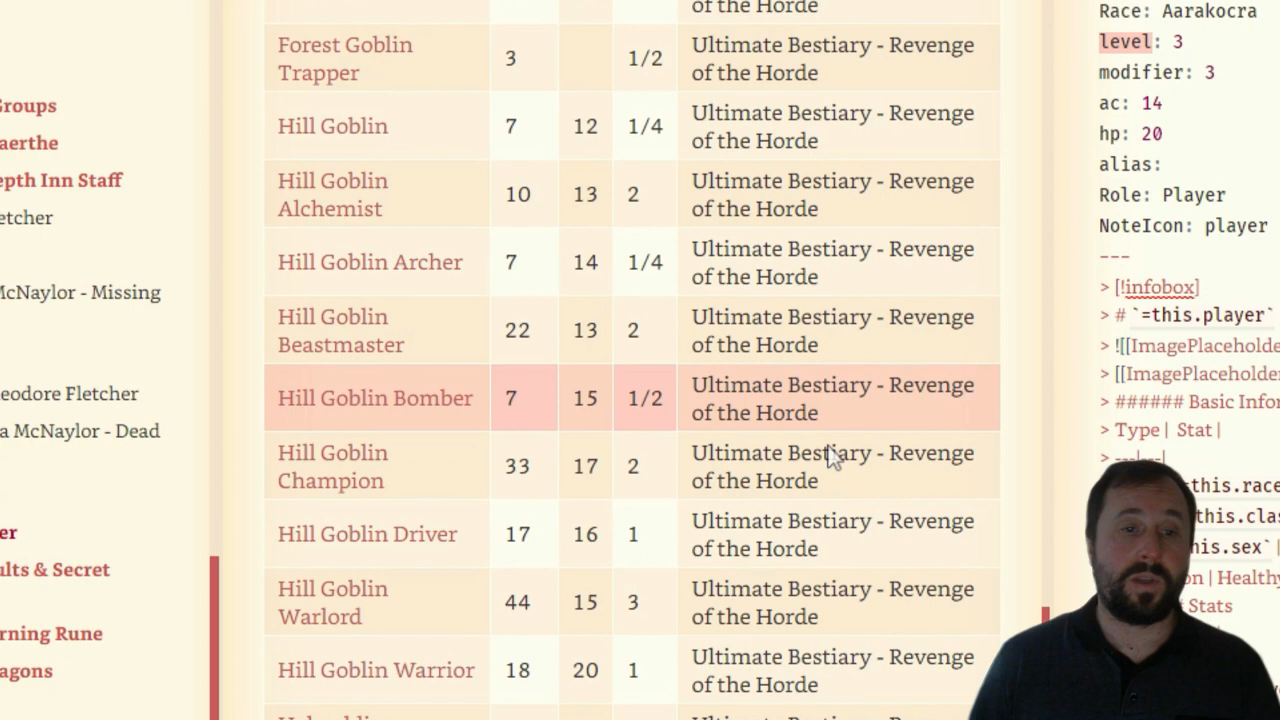 Groups
aerthe
epth Inn Staff
etcher
McNaylor - Missing
eodore Fletcher
a McNaylor - Dead
er
ults & Secret
rning Rune
agons
of the Horde
Forest Goblin Trapper 3 1/2 Ultimate Bestiary - Revenge of the Horde
Hill Goblin 7 12 1/4 Ultimate Bestiary - Revenge of the Horde
Hill Goblin Alchemist 10 13 2 Ultimate Bestiary - Revenge of the Horde
Hill Goblin Archer 7 14 1/4 Ultimate Bestiary - Revenge of the Horde
Hill Goblin Beastmaster 22 13 2 Ultimate Bestiary - Revenge of the Horde
Hill Goblin Bomber 7 15 1/2 Ultimate Bestiary - Revenge of the Horde
Hill Goblin Champion 33 17 2 Ultimate Bestiary - Revenge of the Horde
Hill Goblin Driver 17 16 1 Ultimate Bestiary - Revenge of the Horde
Hill Goblin Warlord 44 15 3 Ultimate Bestiary - Revenge of the Horde
Hill Goblin Warrior 18 20 1 Ultimate Bestiary - Revenge of the Horde
Race: Aarakocra
level: 3
modifier: 3
ac: 14
hp: 20
alias:
Role: Player
NoteIcon: player
---
> [!infobox]
> # `=this.player`
> ![[ImagePlaceholde
> [[ImagePlaceholder
> ###### Basic Infor
> Type | Stat |
> ---|---|
this.race
this.clas
his.sex` |
on | Healthy
Stats